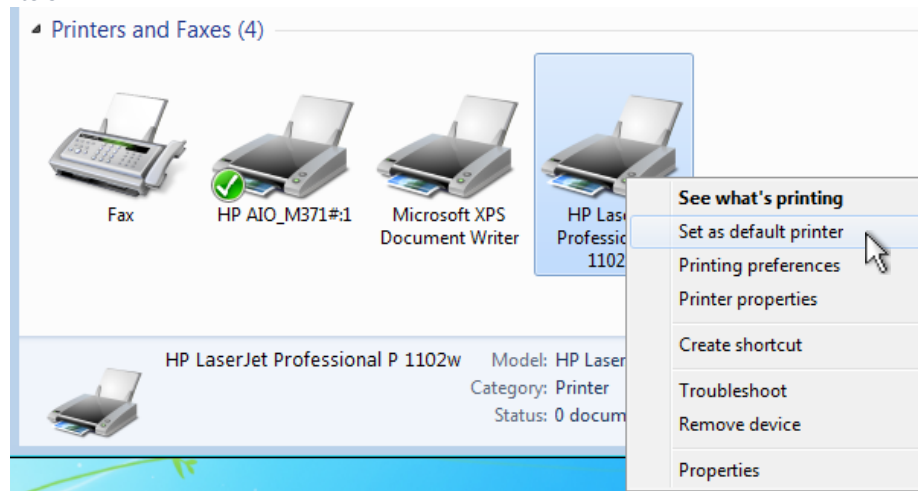 Printers and Faxes (4)
Fax
HP AIO_M371#:1
Microsoft XPS
Document Writer
HP Las
Professio
1102
See what's printing
Set as default printer
Printing preferences
Printer properties
Create shortcut
Troubleshoot
Remove device
Properties
HP LaserJet Professional P 1102w
Model: HP Laser
Category: Printer
Status: 0 docum